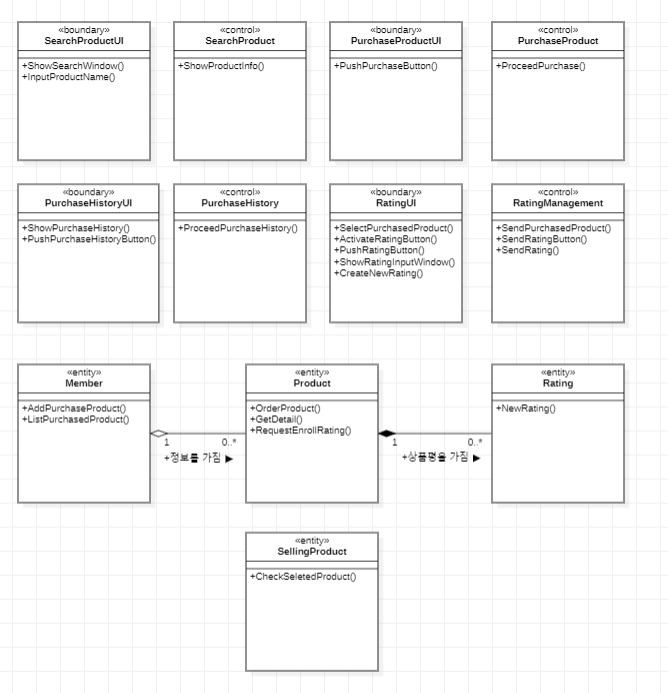 «boundary»
SearchProductUI
+ShowSearchWindow()
+InputProductName()
«control»
SearchProduct
+ShowProductInfo()
«boundary»
PurchaseProductUI
+PushPurchaseButton()
«control»
PurchaseProduct
+ProceedPurchase()
«boundary»
PurchaseHistoryUI
+ShowPurchaseHistory()
+PushPurchaseHistoryButton()
«control»
PurchaseHistory
+ProceedPurchaseHistory()
«boundary»
RatingUI
+SelectPurchasedProduct()
+ActivateRatingButton()
+PushRatingButton()
+ShowRatingInputWindow()
+CreateNewRating()
«control»
RatingManagement
+SendPurchasedProduct()
+SendRatingButton()
+SendRating()
«entity»
Member
+AddPurchaseProduct()
+ListPurchasedProduct()
1 0..*
+정보를 가짐 ▶
«entity»
Product
+OrderProduct()
+GetDetail()
+RequestEnrollRating()
1 0..*
+상품평을 가짐 ▶
«entity»
Rating
+NewRating()
«entity»
SellingProduct
+CheckSeletedProduct()